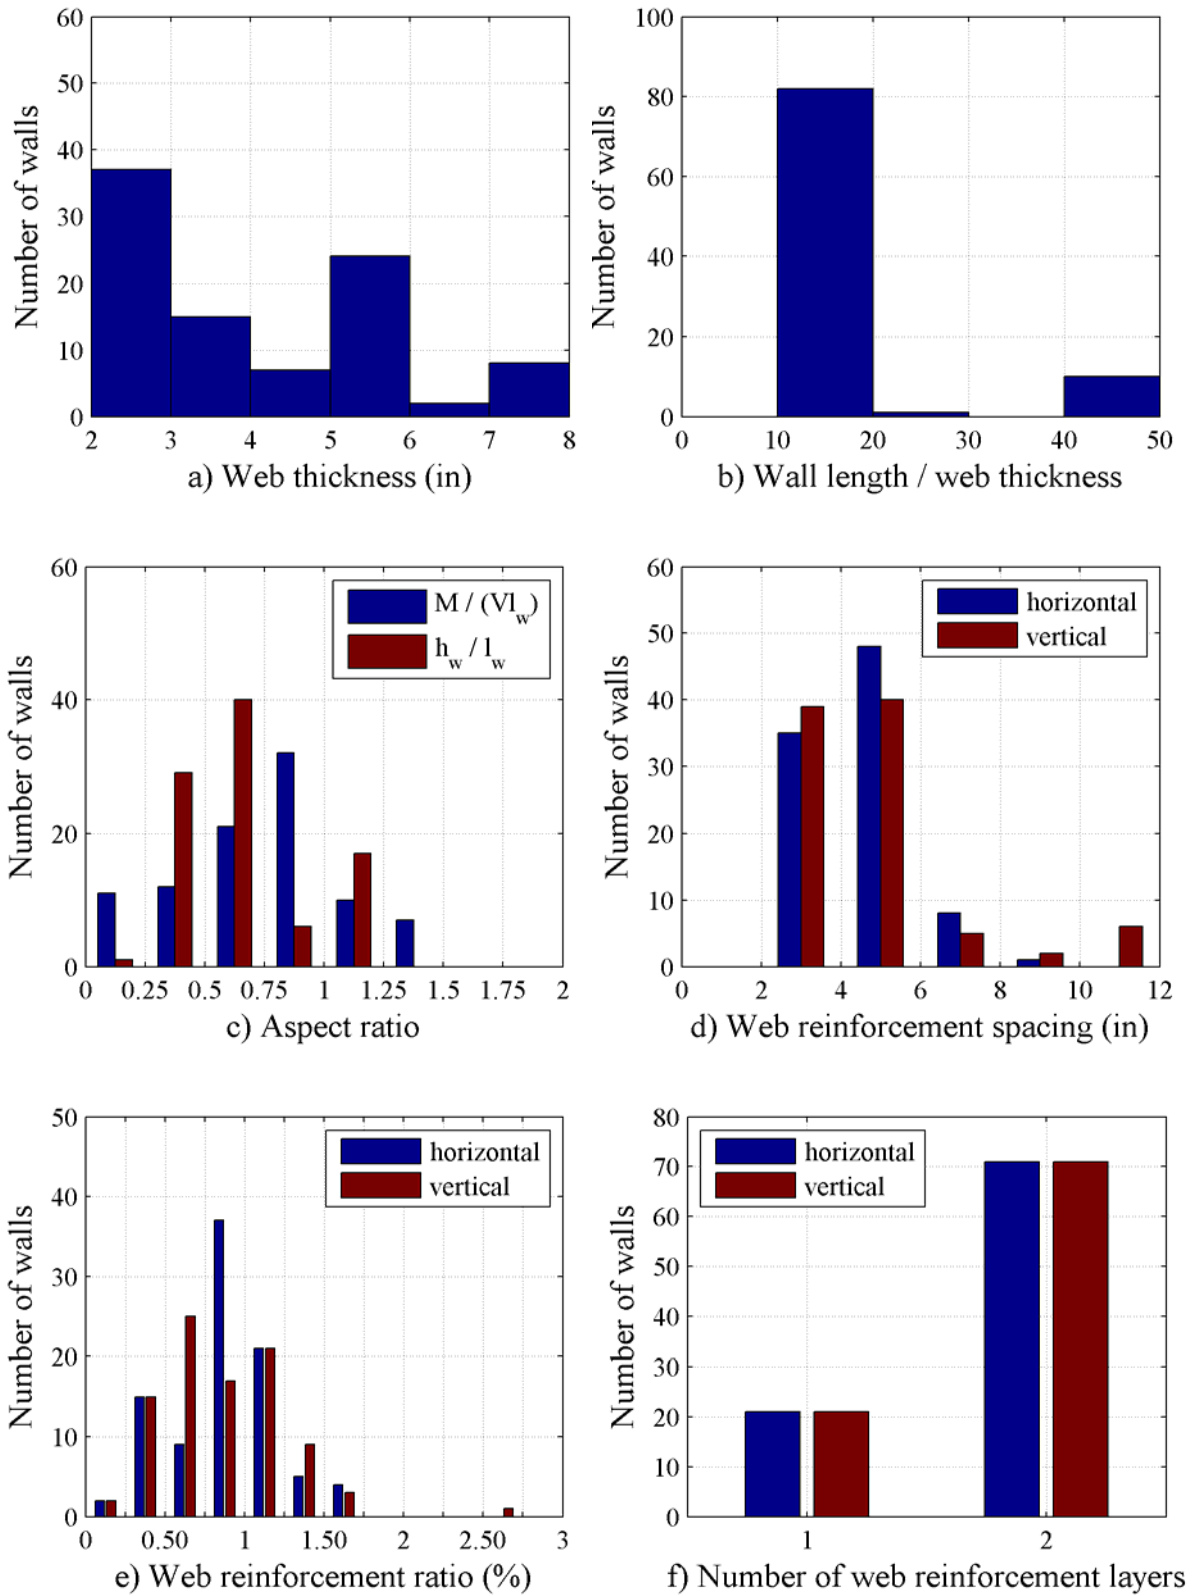 60
50
40
30
20
10
0
Number of walls
2 3 4 5 6 7 8
a) Web thickness (in)
100
80
60
40
20
0
Number of walls
0 10 20 30 40 50
b) Wall length / web thickness
60
40
20
0
Number of walls
M / (Vl_w)
h_w / l_w
0 0.25 0.5 0.75 1 1.25 1.5 1.75 2
c) Aspect ratio
60
50
40
30
20
10
0
Number of walls
horizontal
vertical
0 2 4 6 8 10 12
d) Web reinforcement spacing (in)
50
40
30
20
10
0
Number of walls
horizontal
vertical
0 0.50 1 1.50 2 2.50 3
e) Web reinforcement ratio (%)
80
70
60
50
40
30
20
10
0
Number of walls
horizontal
vertical
1 2
f) Number of web reinforcement layers